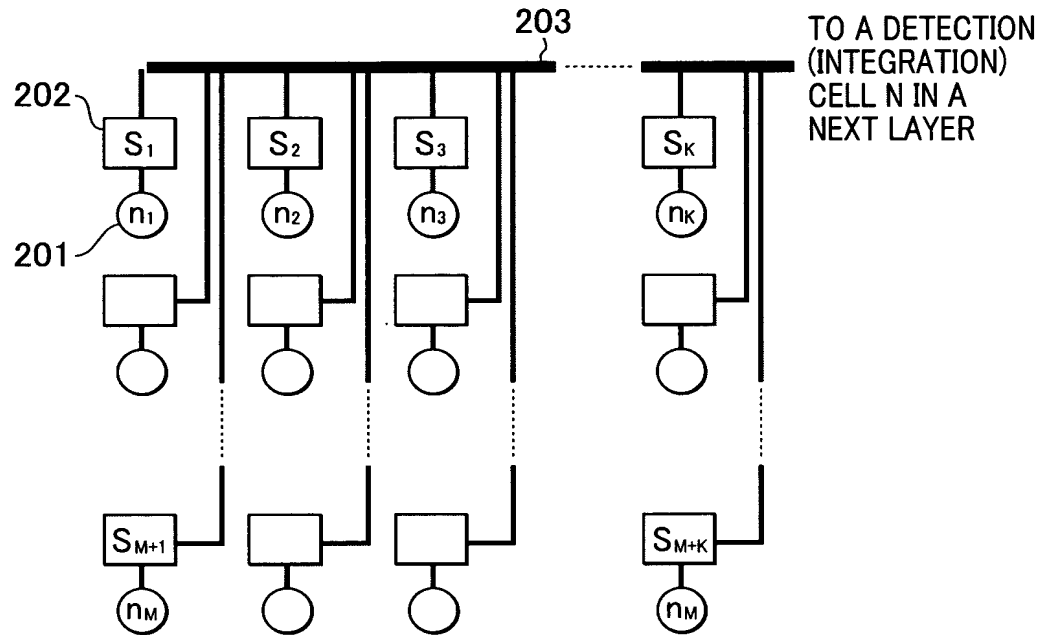 203
TO A DETECTION
(INTEGRATION)
CELL N IN A
NEXT LAYER
202
S1 S2 S3 SK
n1 n2 n3 nK
201
SM+1 SM+K
nM nM